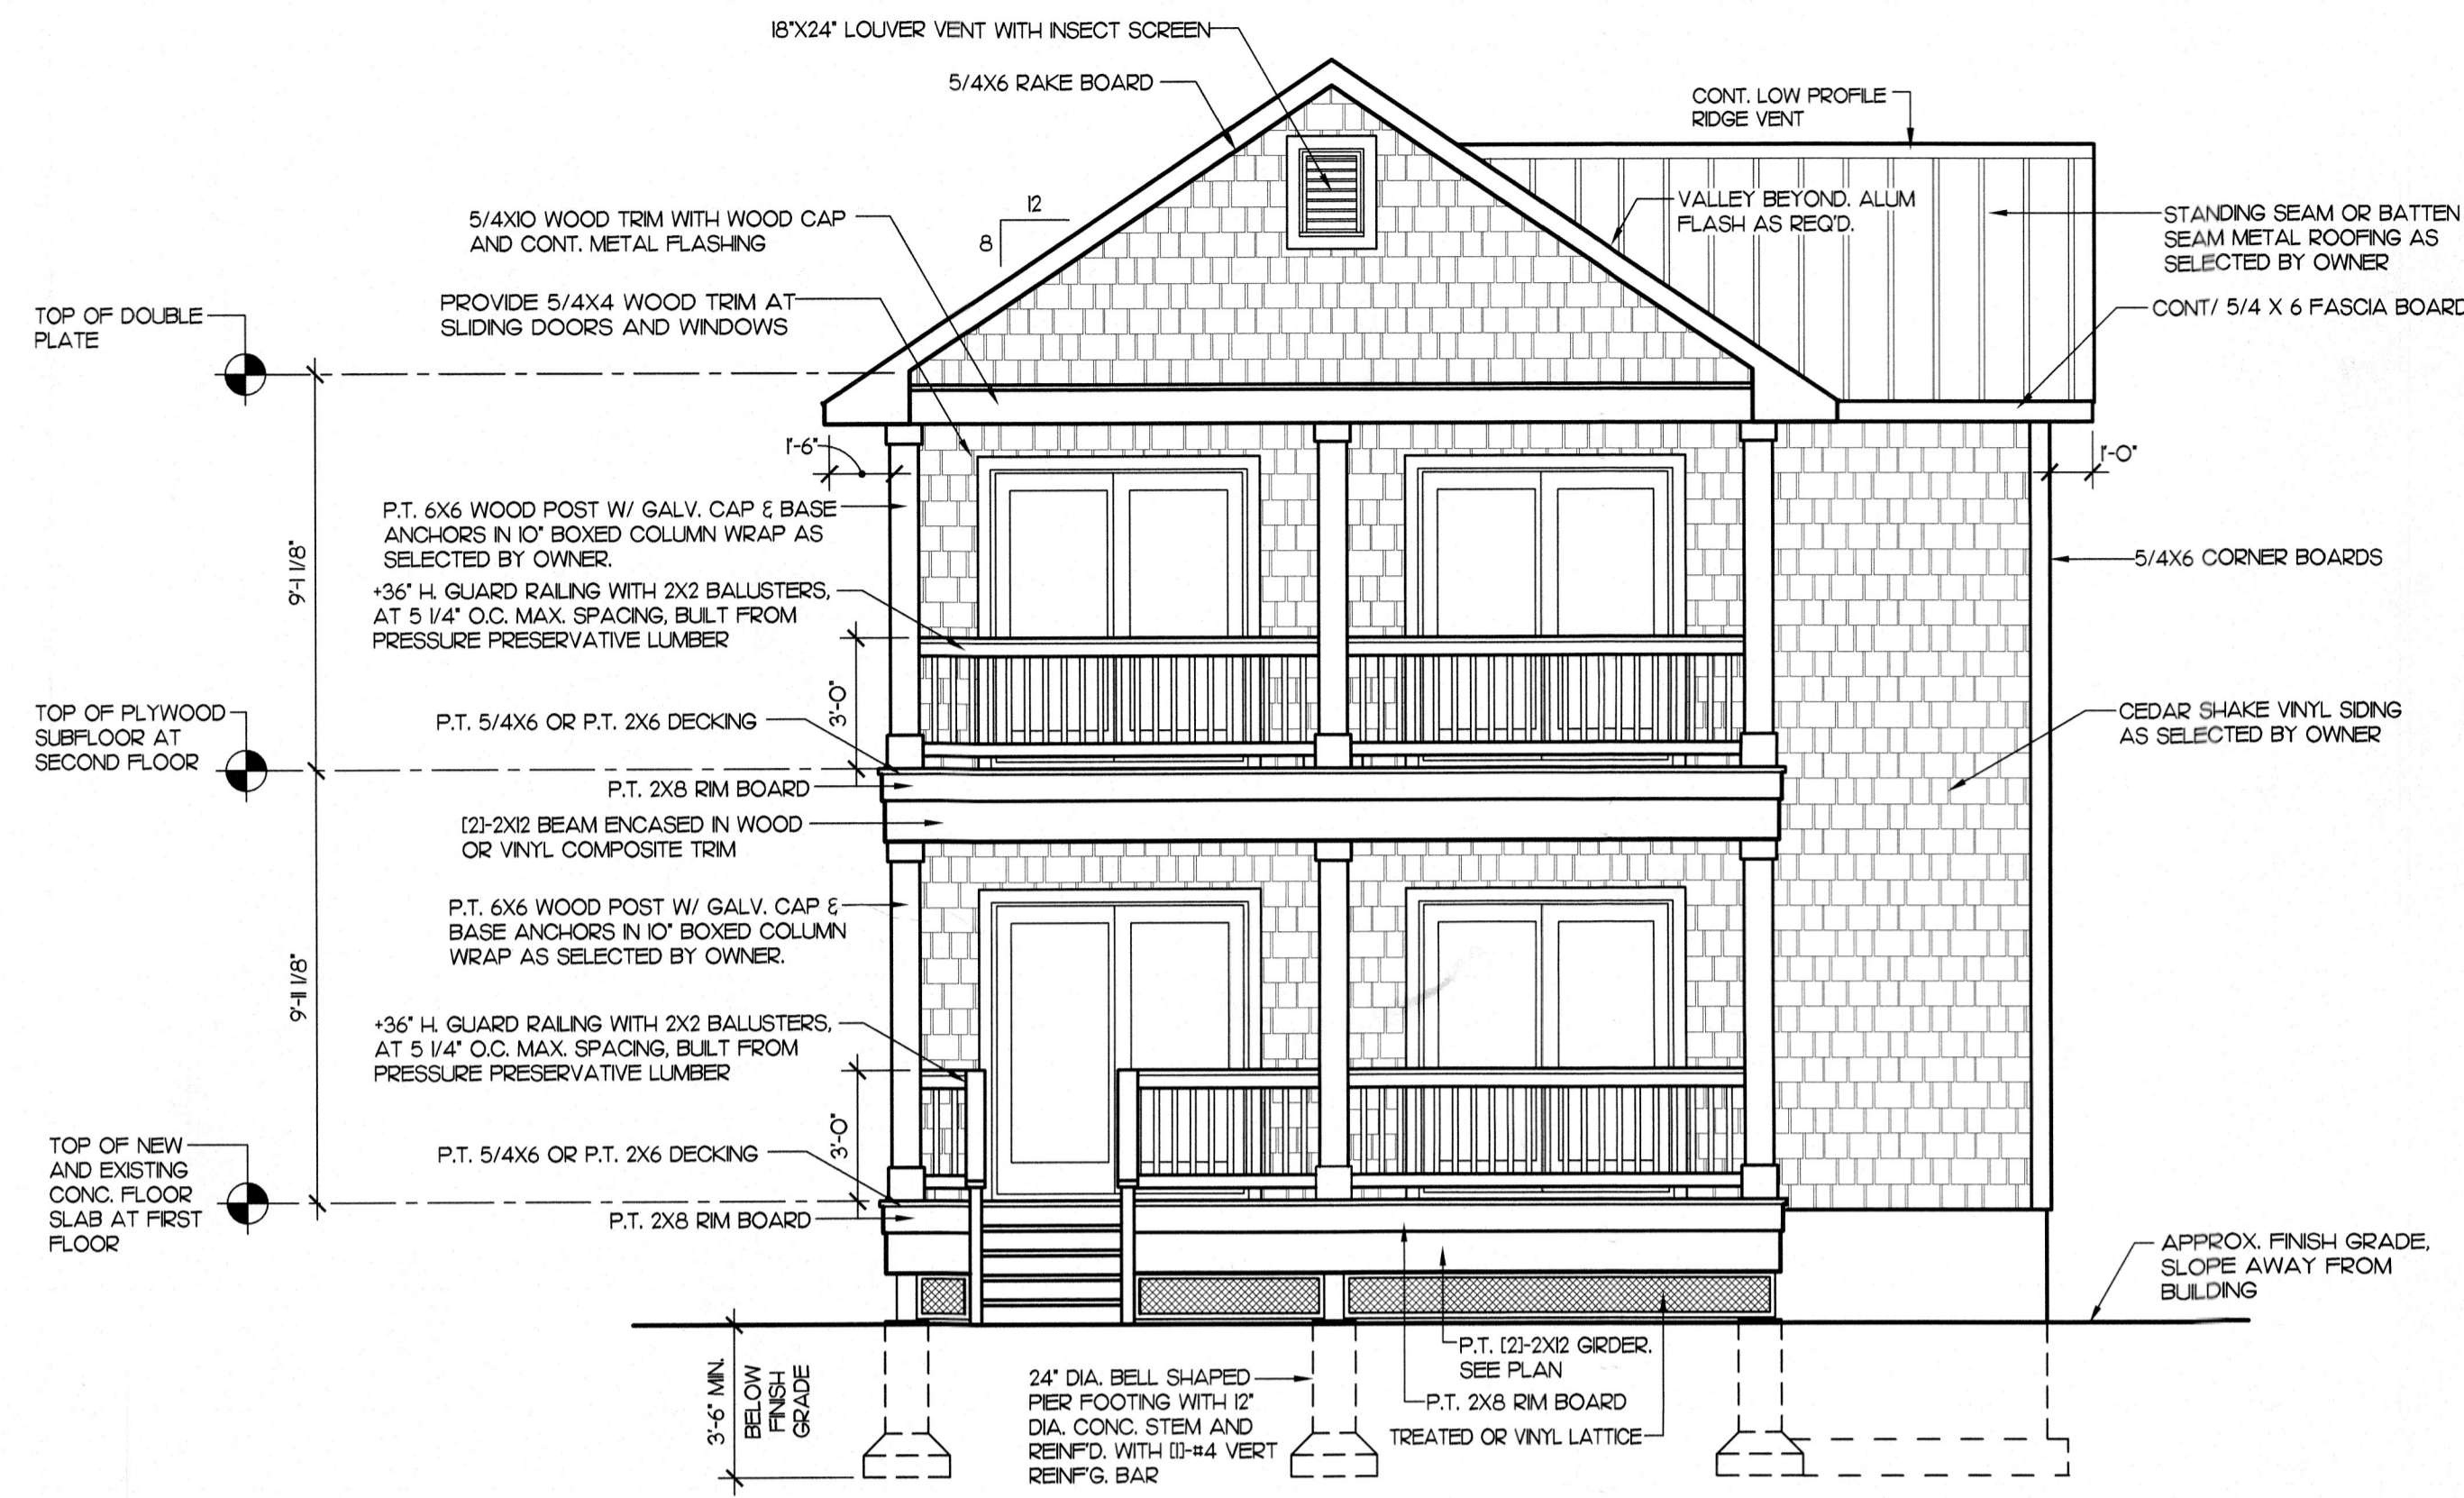 18"X24" LOUVER VENT WITH INSECT SCREEN
5/4X6 RAKE BOARD
CONT. LOW PROFILE
RIDGE VENT
12
8
5/4X10 WOOD TRIM WITH WOOD CAP
AND CONT. METAL FLASHING
VALLEY BEYOND. ALUM
FLASH AS REQ'D.
STANDING SEAM OR BATTEN
SEAM METAL ROOFING AS
SELECTED BY OWNER
PROVIDE 5/4X4 WOOD TRIM AT
SLIDING DOORS AND WINDOWS
CONT/ 5/4 X 6 FASCIA BOARD
TOP OF DOUBLE
PLATE
1'-6"
1'-0"
P.T. 6X6 WOOD POST W/ GALV. CAP & BASE
ANCHORS IN 10" BOXED COLUMN WRAP AS
SELECTED BY OWNER.
5/4X6 CORNER BOARDS
9'-1 1/8"
+36" H. GUARD RAILING WITH 2X2 BALUSTERS,
AT 5 1/4" O.C. MAX. SPACING, BUILT FROM
PRESSURE PRESERVATIVE LUMBER
3'-0"
TOP OF PLYWOOD
SUBFLOOR AT
SECOND FLOOR
P.T. 5/4X6 OR P.T. 2X6 DECKING
CEDAR SHAKE VINYL SIDING
AS SELECTED BY OWNER
P.T. 2X8 RIM BOARD
[2]-2X12 BEAM ENCASED IN WOOD
OR VINYL COMPOSITE TRIM
P.T. 6X6 WOOD POST W/ GALV. CAP &
BASE ANCHORS IN 10" BOXED COLUMN
WRAP AS SELECTED BY OWNER.
9'-11 1/8"
+36" H. GUARD RAILING WITH 2X2 BALUSTERS,
AT 5 1/4" O.C. MAX. SPACING, BUILT FROM
PRESSURE PRESERVATIVE LUMBER
3'-0"
TOP OF NEW
AND EXISTING
CONC. FLOOR
SLAB AT FIRST
FLOOR
P.T. 5/4X6 OR P.T. 2X6 DECKING
P.T. 2X8 RIM BOARD
APPROX. FINISH GRADE,
SLOPE AWAY FROM
BUILDING
3'-6" MIN.
BELOW
FINISH
GRADE
24" DIA. BELL SHAPED
PIER FOOTING WITH 12"
DIA. CONC. STEM AND
REINF'D. WITH [1]-#4 VERT
REINF'G. BAR
P.T. [2]-2X12 GIRDER.
SEE PLAN
P.T. 2X8 RIM BOARD
TREATED OR VINYL LATTICE